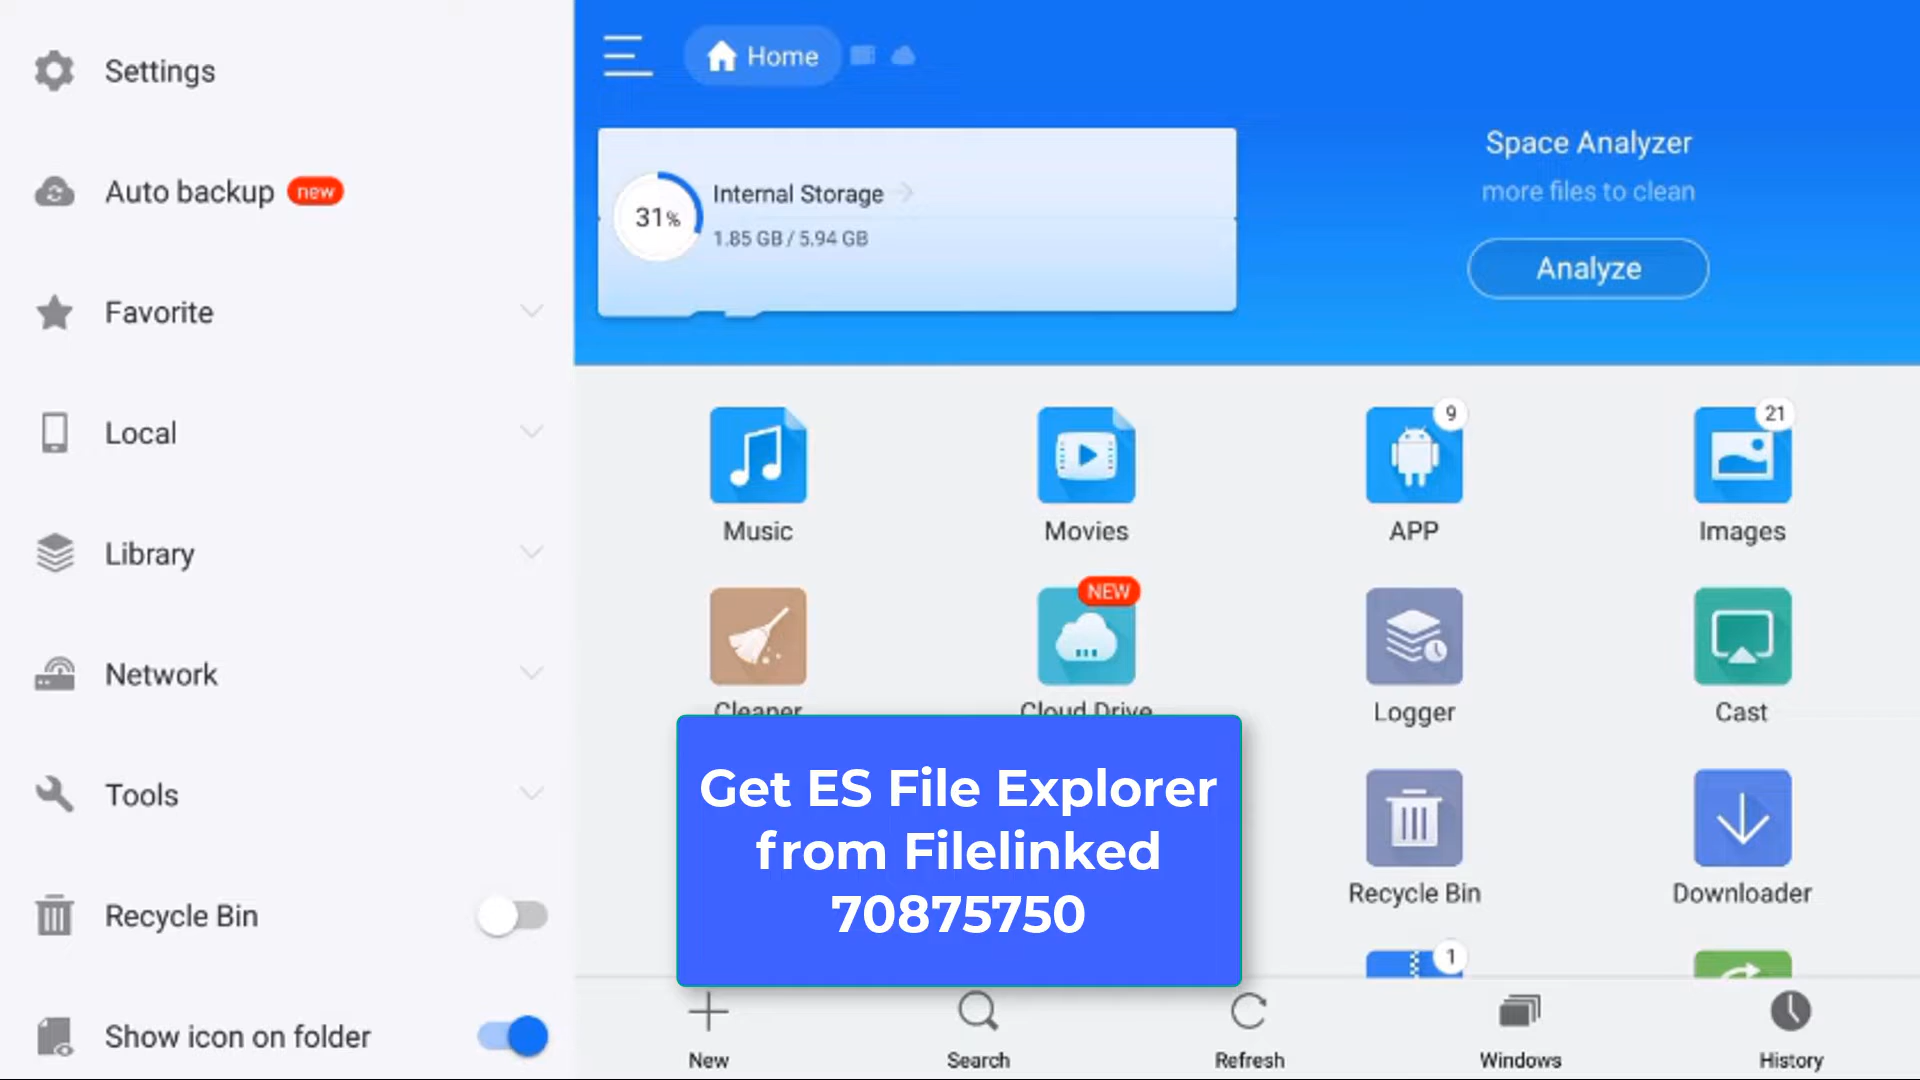 Settings
Auto backup new
Favorite
Local
Library
Network
Tools
Recycle Bin
Show icon on folder
Home
31%
Internal Storage
1.85 GB / 5.94 GB
Space Analyzer
more files to clean
Analyze
9
21
Music
Movies
APP
Images
NEW
Cleaner
Cloud Drive
Logger
Cast
Get ES File Explorer
from Filelinked
70875750
Recycle Bin
Downloader
1
New
Search
Refresh
Windows
History